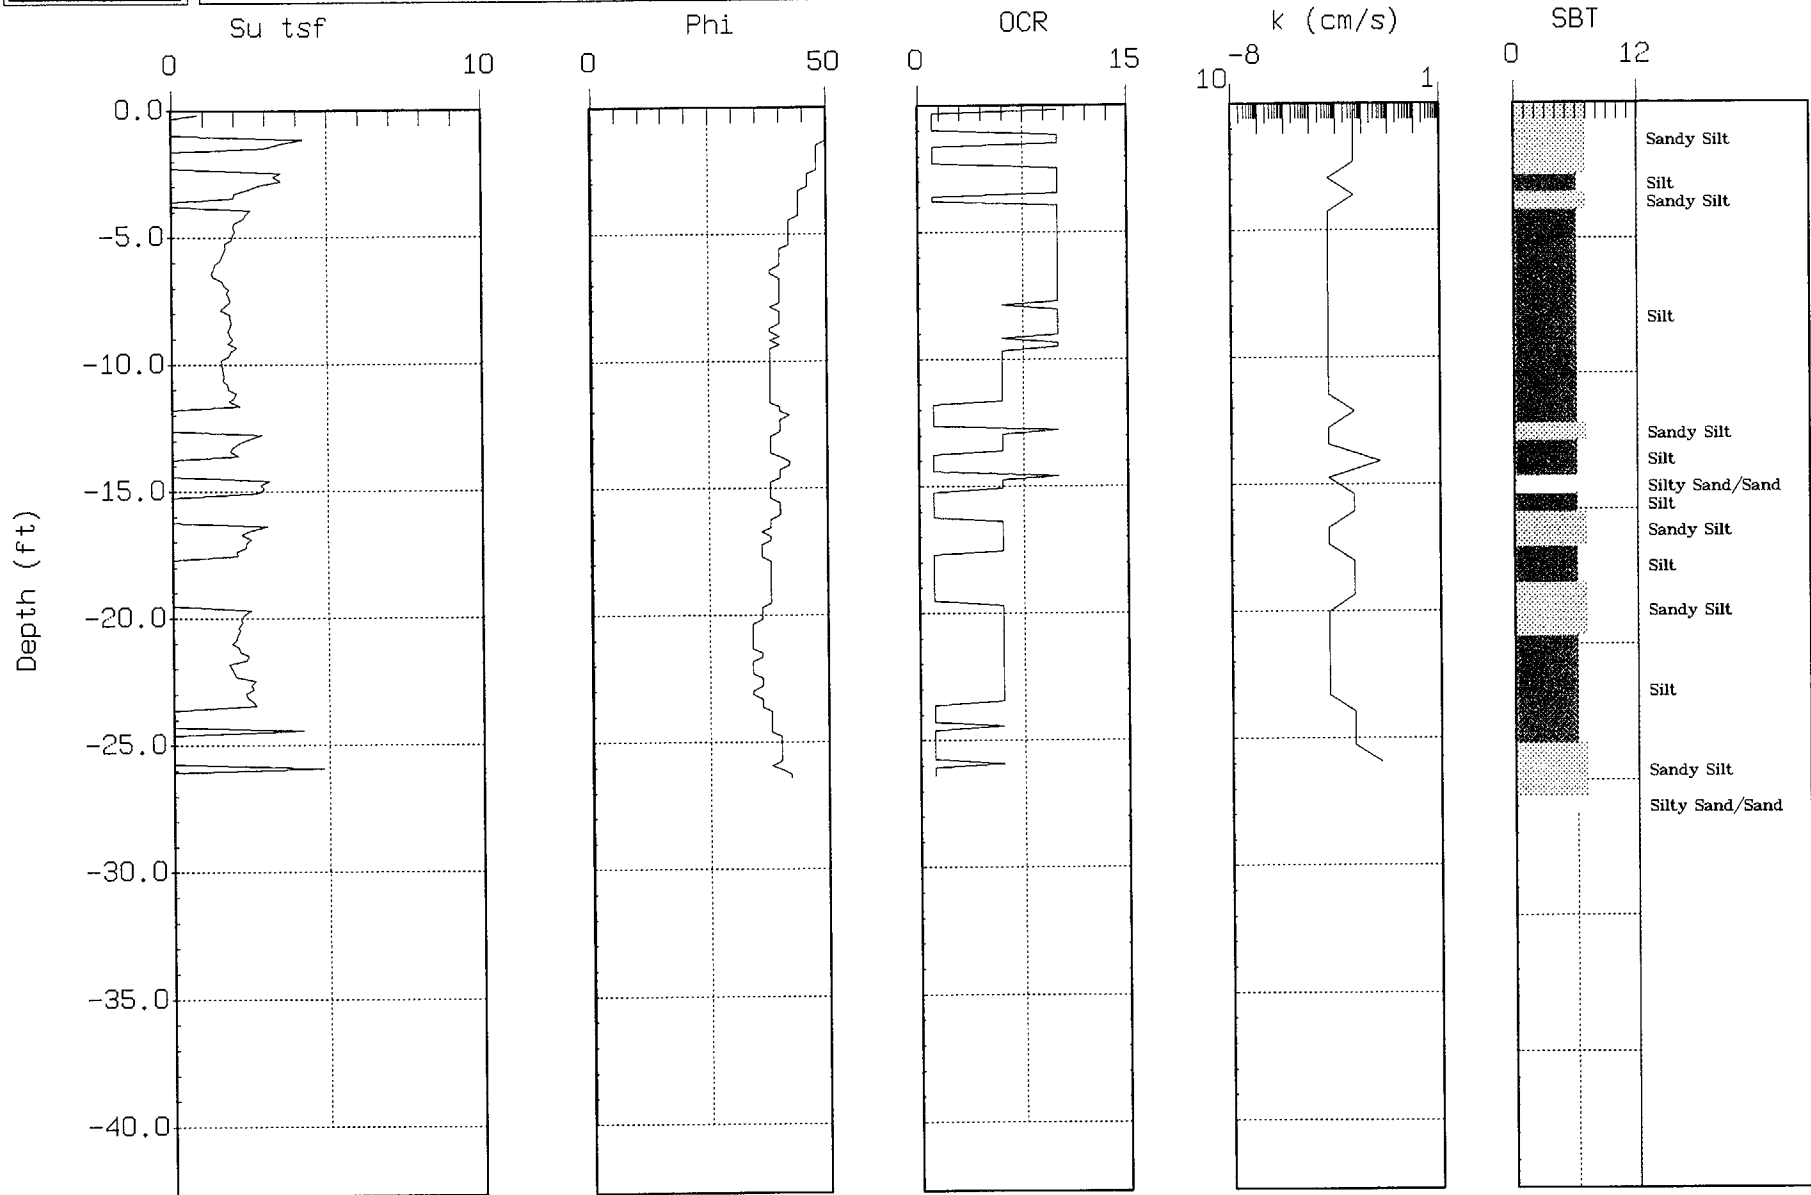 Su tsf
Phi
OCR
k (cm/s)
SBT
0 10
0 50
0 15
10 -8 1
0 12
Depth (ft)
0.0
-5.0
-10.0
-15.0
-20.0
-25.0
-30.0
-35.0
-40.0
Sandy Silt
Silt
Sandy Silt
Silt
Sandy Silt
Silt
Silty Sand/Sand
Silt
Sandy Silt
Silt
Sandy Silt
Silt
Sandy Silt
Silty Sand/Sand